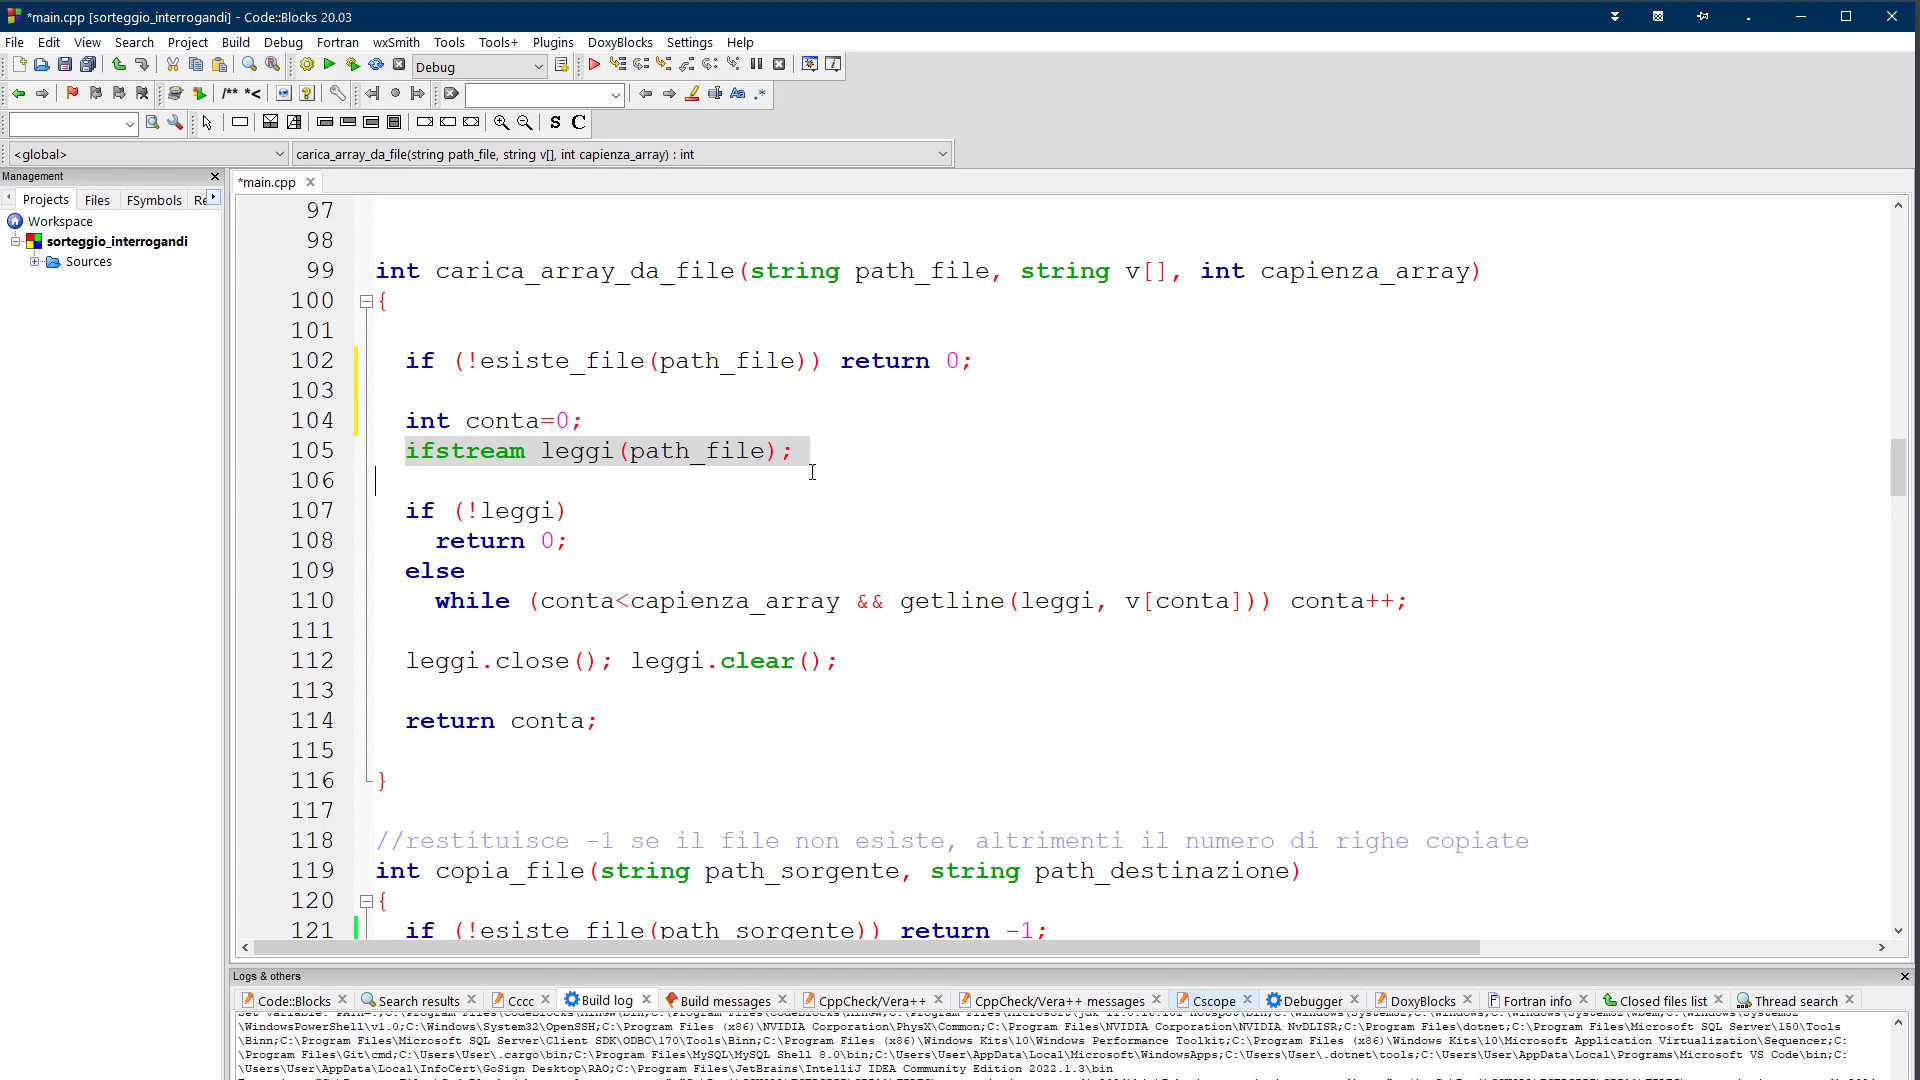 *main.cpp [sorteggio_interrogandi] - Code::Blocks 20.03
File Edit View Search Project Build Debug Fortran wxSmith Tools Tools+ Plugins DoxyBlocks Settings Help
Debug
/** *<
Aa .*
S C
<global> carica_array_da_file(string path_file, string v[], int capienza_array) : int
Management
*main.cpp
Projects Files FSymbols Re
Workspace
sorteggio_interrogandi
Sources
97
98
99 int carica_array_da_file(string path_file, string v[], int capienza_array)
100 {
101
102 if (!esiste_file(path_file)) return 0;
103
104 int conta=0;
105 ifstream leggi(path_file);
106
107 if (!leggi)
108 return 0;
109 else
110 while (conta<capienza_array && getline(leggi, v[conta])) conta++;
111
112 leggi.close(); leggi.clear();
113
114 return conta;
115
116 }
117
118 //restituisce -1 se il file non esiste, altrimenti il numero di righe copiate
119 int copia_file(string path_sorgente, string path_destinazione)
120 {
121 if (!esiste_file(path_sorgente)) return -1;
Logs & others
Code::Blocks Search results Cccc Build log Build messages CppCheck/Vera++ CppCheck/Vera++ messages Cscope Debugger DoxyBlocks Fortran info Closed files list Thread search
\WindowsPowerShell\v1.0;C:\Windows\System32\OpenSSH;C:\Program Files (x86)\NVIDIA Corporation\PhysX\Common;C:\Program Files\NVIDIA Corporation\NVIDIA NvDLISR;C:\Program Files\dotnet;C:\Program Files\Microsoft SQL Server\150\Tools
\Binn;C:\Program Files\Microsoft SQL Server\Client SDK\ODBC\170\Tools\Binn;C:\Program Files (x86)\Windows Kits\10\Windows Performance Toolkit;C:\Program Files (x86)\Windows Kits\10\Microsoft Application Virtualization\Sequencer;C:
\Program Files\Git\cmd;C:\Users\User\.cargo\bin;C:\Program Files\MySQL\MySQL Shell 8.0\bin;C:\Users\User\AppData\Local\Microsoft\WindowsApps;C:\Users\User\.dotnet\tools;C:\Users\User\AppData\Local\Programs\Microsoft VS Code\bin;C:
\Users\User\AppData\Local\InfoCert\GoSign Desktop\RAO;C:\Program Files\JetBrains\IntelliJ IDEA Community Edition 2022.1.3\bin